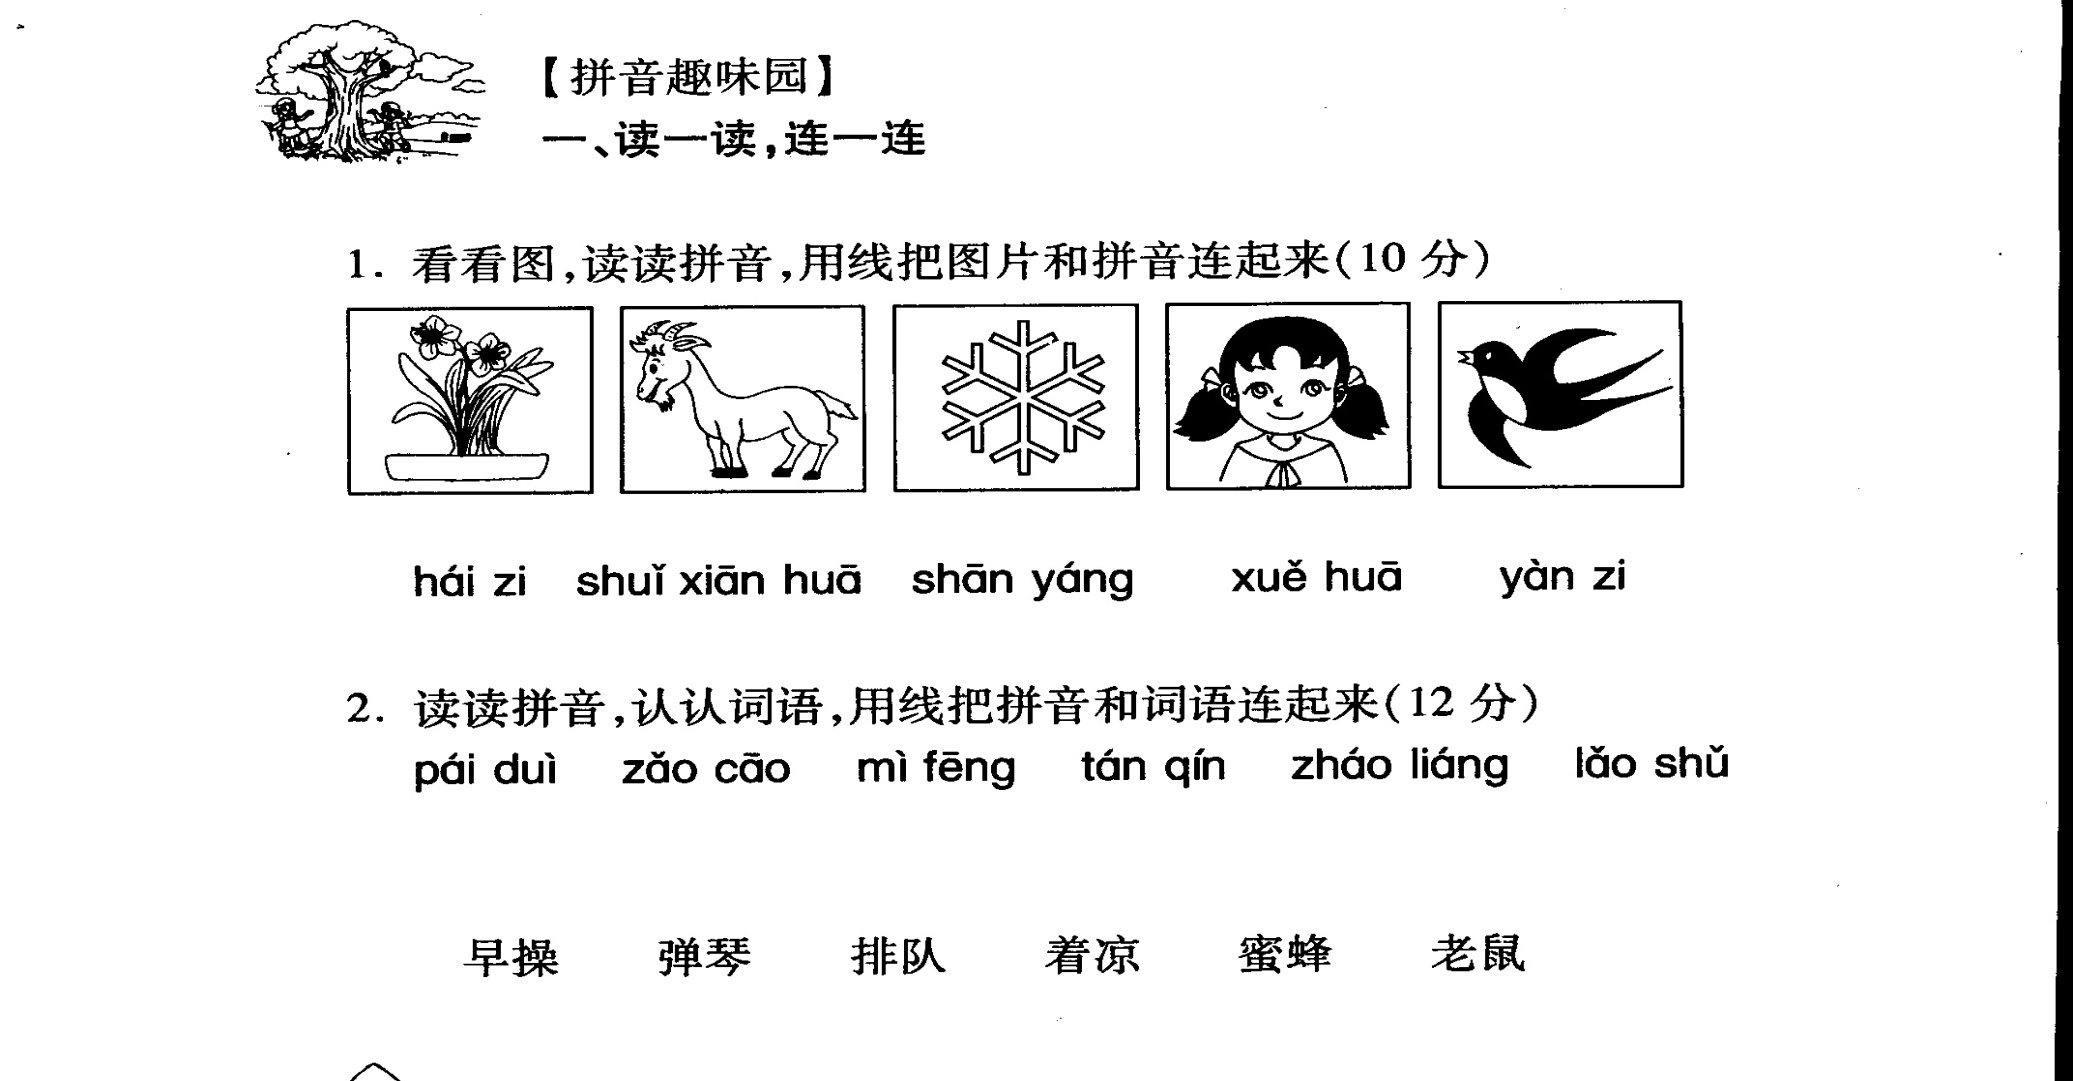 【拼音趣味园】
一、读一读,连一连
1. 看看图,读读拼音,用线把图片和拼音连起来(10 分)
hái zi shuǐ xiān huā shān yáng xuě huā yàn zi
2. 读读拼音,认认词语,用线把拼音和词语连起来(12 分)
pái duì zǎo cāo mì fēng tán qín zháo liáng lǎo shǔ
早操 弹琴 排队 着凉 蜜蜂 老鼠